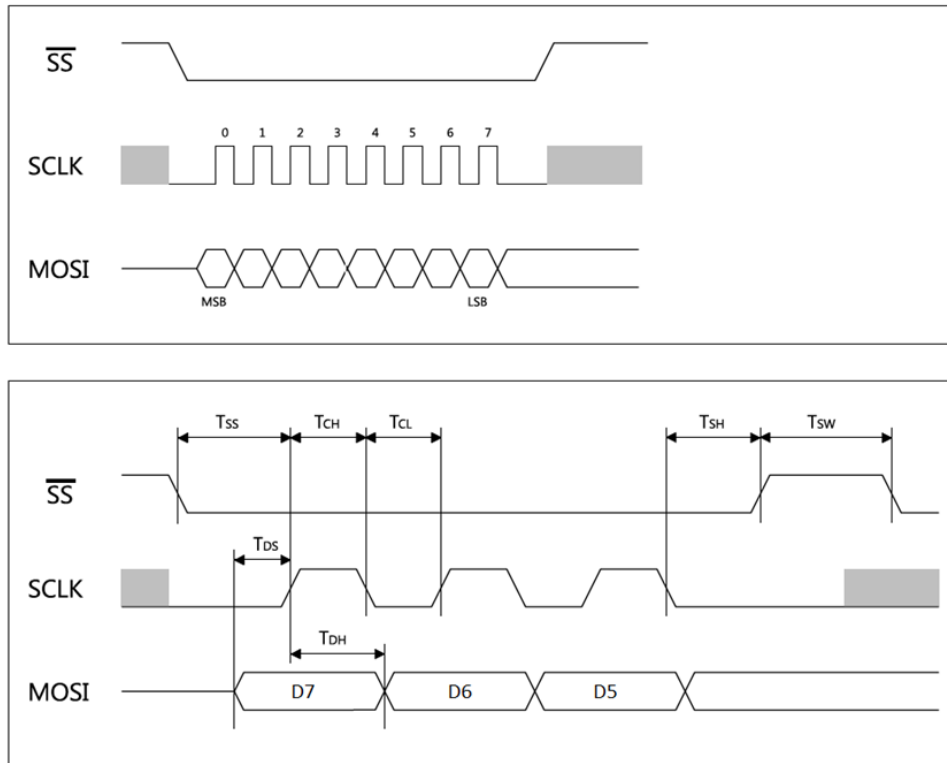 SS
0 1 2 3 4 5 6 7
SCLK
MOSI
MSB LSB
TSS TCH TCL TSH TSW
SS
TDS
SCLK
TDH
MOSI D7 D6 D5